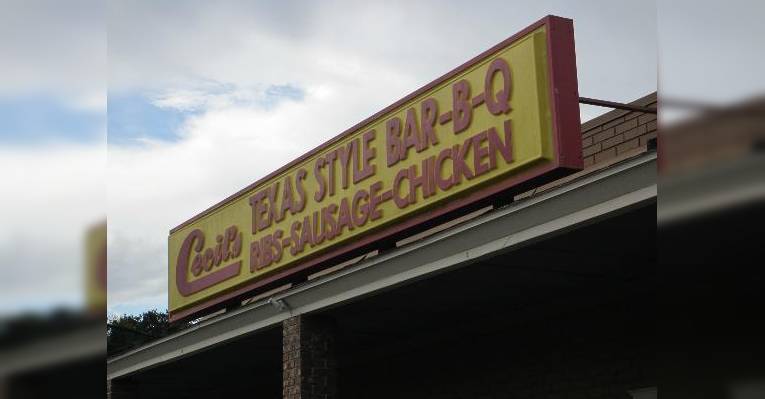 Cecil's
TEXAS STYLE BAR-B-Q
RIBS-SAUSAGE-CHICKEN